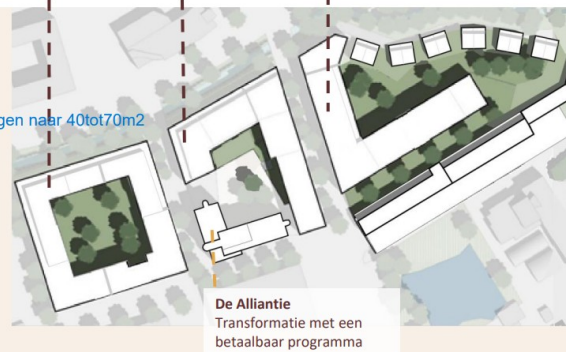 gen naar 40tot70m2
De Alliantie
Transformatie met een
betaalbaar programma